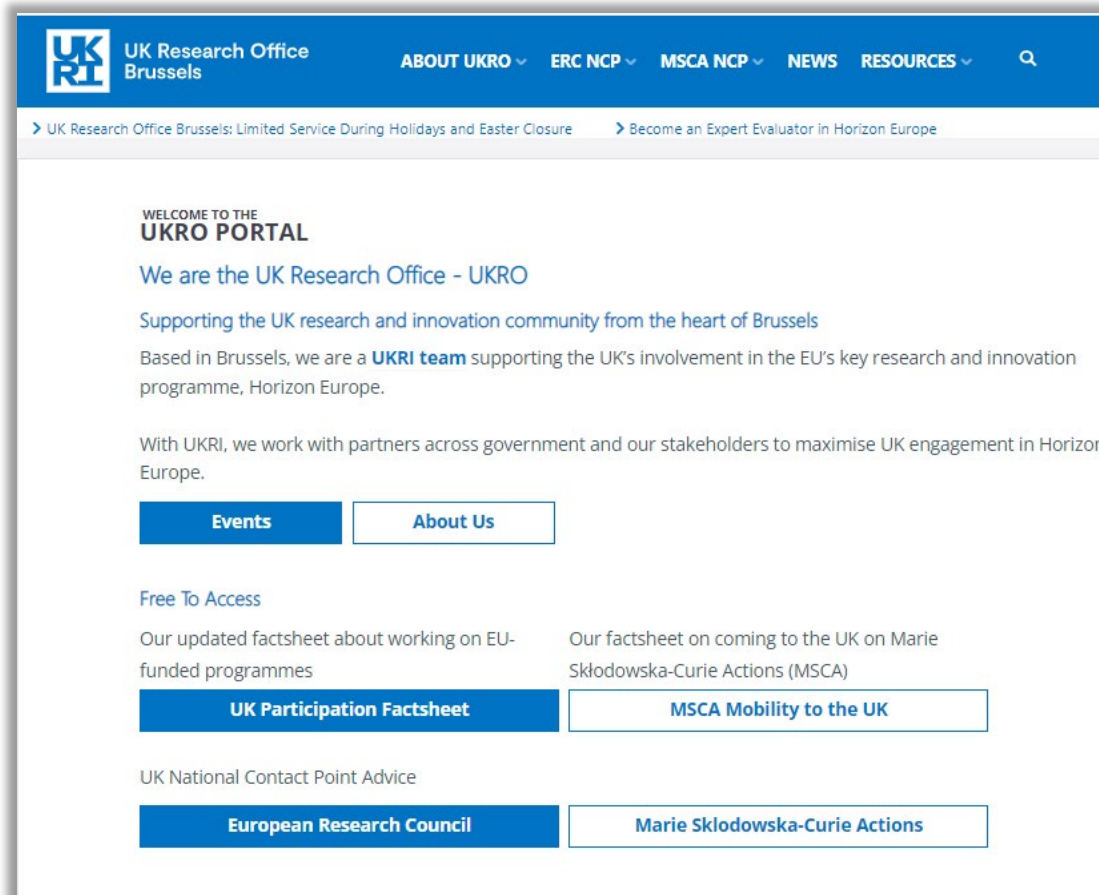 UK
RI
UK Research Office
Brussels
ABOUT UKRO ERC NCP MSCA NCP NEWS RESOURCES
UK Research Office Brussels: Limited Service During Holidays and Easter Closure Become an Expert Evaluator in Horizon Europe
WELCOME TO THE
UKRO PORTAL
We are the UK Research Office - UKRO
Supporting the UK research and innovation community from the heart of Brussels
Based in Brussels, we are a UKRI team supporting the UK's involvement in the EU's key research and innovation
programme, Horizon Europe.
With UKRI, we work with partners across government and our stakeholders to maximise UK engagement in Horizon
Europe.
Events About Us
Free To Access
Our updated factsheet about working on EU-
funded programmes
UK Participation Factsheet
Our factsheet on coming to the UK on Marie
Skłodowska-Curie Actions (MSCA)
MSCA Mobility to the UK
UK National Contact Point Advice
European Research Council Marie Sklodowska-Curie Actions